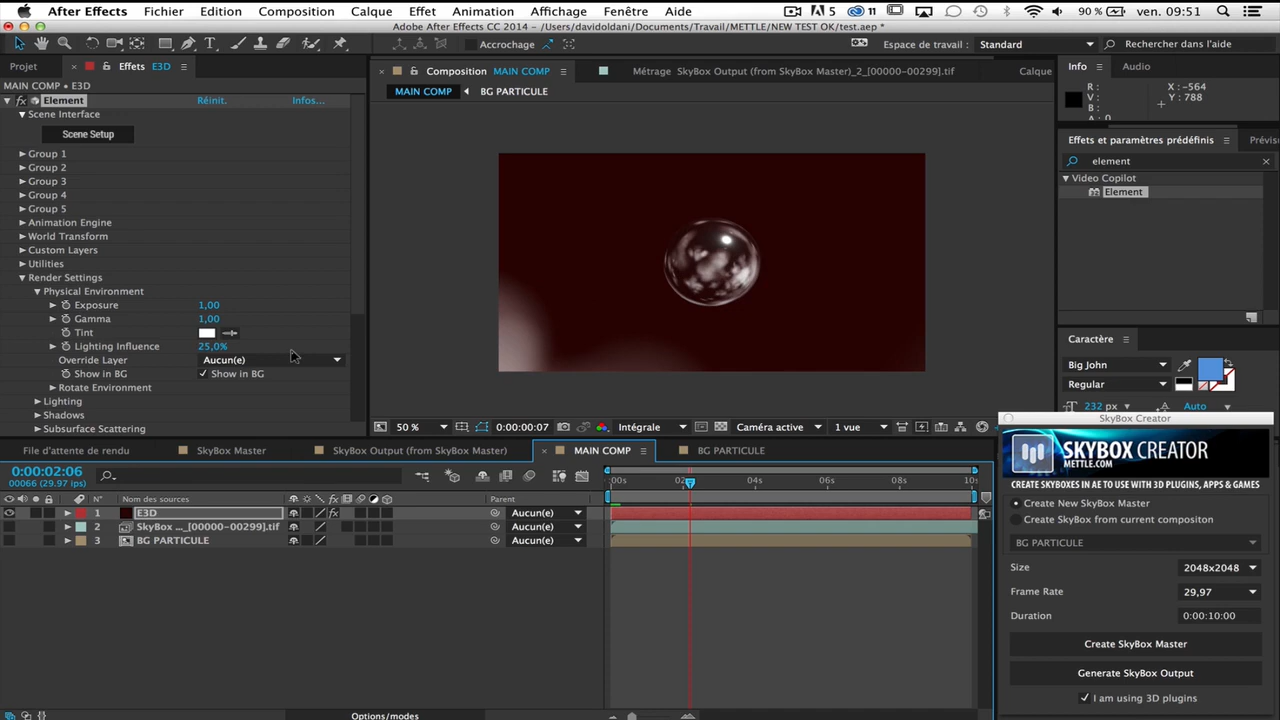 After Effects Fichier Edition Composition Calque Effet Animation Affichage Fenêtre Aide 5 11 90 % ven. 09:51
Adobe After Effects CC 2014 - /Users/davidoldani/Documents/Travail/METTLE/NEW TEST OK/test.aep *
Accrochage Espace de travail : Standard Rechercher dans l'aide
Projet Effets E3D
MAIN COMP • E3D
Element Réinit. Infos...
Scene Interface
Scene Setup
Group 1
Group 2
Group 3
Group 4
Group 5
Animation Engine
World Transform
Custom Layers
Utilities
Render Settings
Physical Environment
Exposure 1,00
Gamma 1,00
Tint
Lighting Influence 25,0%
Override Layer Aucun(e)
Show in BG Show in BG
Rotate Environment
Lighting
Shadows
Subsurface Scattering
Composition MAIN COMP Métrage SkyBox Output (from SkyBox Master)_2_[00000-00299].tif Calque
MAIN COMP BG PARTICULE
50 % 0:00:00:07 Intégrale Caméra active 1 vue
Info Audio
R : X : -564
V : Y : 788
B :
A : 0
Effets et paramètres prédéfinis Prévis
element
Video Copilot
Element
Caractère
Big John
Regular
232 px Auto
SkyBox Creator
SKYBOX CREATOR
METTLE.COM
CREATE SKYBOXES IN AE TO USE WITH 3D PLUGINS, APPS & GAMES
Create New SkyBox Master
Create SkyBox from current compositon
BG PARTICULE
Size 2048x2048
Frame Rate 29,97
Duration 0:00:10:00
Create SkyBox Master
Generate SkyBox Output
I am using 3D plugins
File d'attente de rendu SkyBox Master SkyBox Output (from SkyBox Master) MAIN COMP BG PARTICULE
0:00:02:06
00066 (29.97 ips)
:00s 02s 04s 06s 08s 10s
N° Nom des sources Parent
1 E3D Aucun(e)
2 SkyBox ..._[00000-00299].tif Aucun(e)
3 BG PARTICULE Aucun(e)
Options/modes